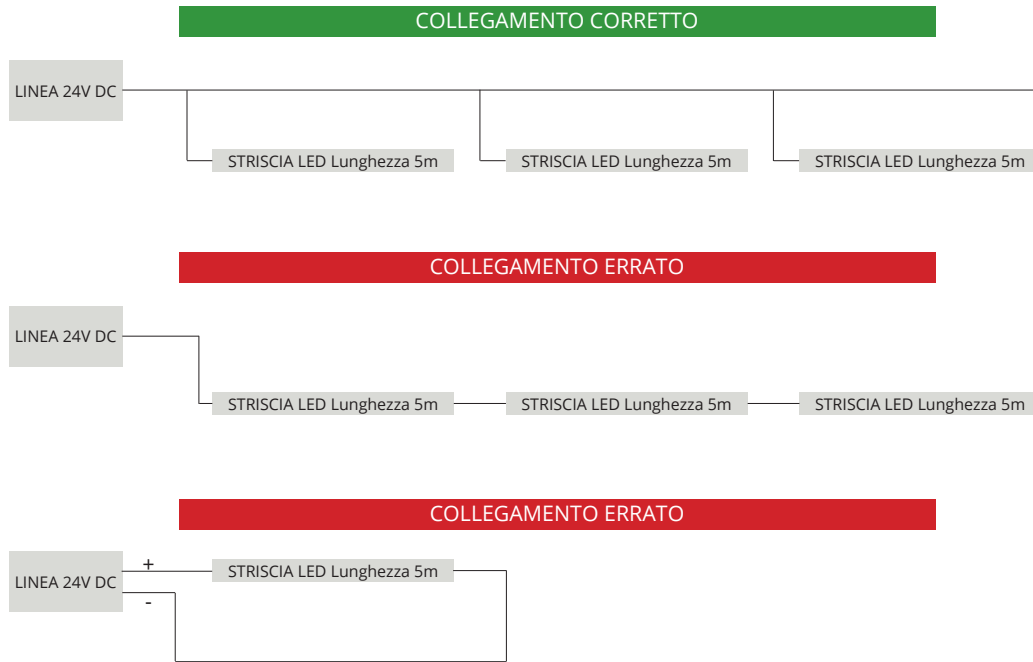 COLLEGAMENTO CORRETTO
LINEA 24V DC
STRISCIA LED Lunghezza 5m
STRISCIA LED Lunghezza 5m
STRISCIA LED Lunghezza 5m
COLLEGAMENTO ERRATO
LINEA 24V DC
STRISCIA LED Lunghezza 5m
STRISCIA LED Lunghezza 5m
STRISCIA LED Lunghezza 5m
COLLEGAMENTO ERRATO
+
STRISCIA LED Lunghezza 5m
LINEA 24V DC
-